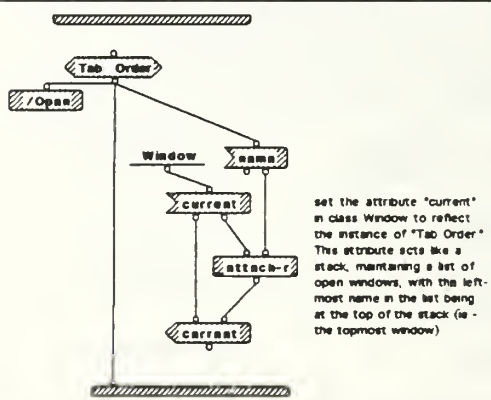 Tab Order
/Open
Window
name
current
attach-r
current
set the attribute "current"
in class Window to reflect
the instance of "Tab Order"
This attribute acts like a
stack, maintaining a list of
open windows, with the left-
most name in the list being
at the top of the stack (ie -
the topmost window)